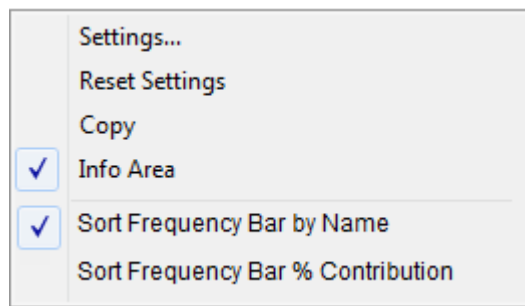 Settings...
Reset Settings
Copy
Info Area
Sort Frequency Bar by Name
Sort Frequency Bar % Contribution